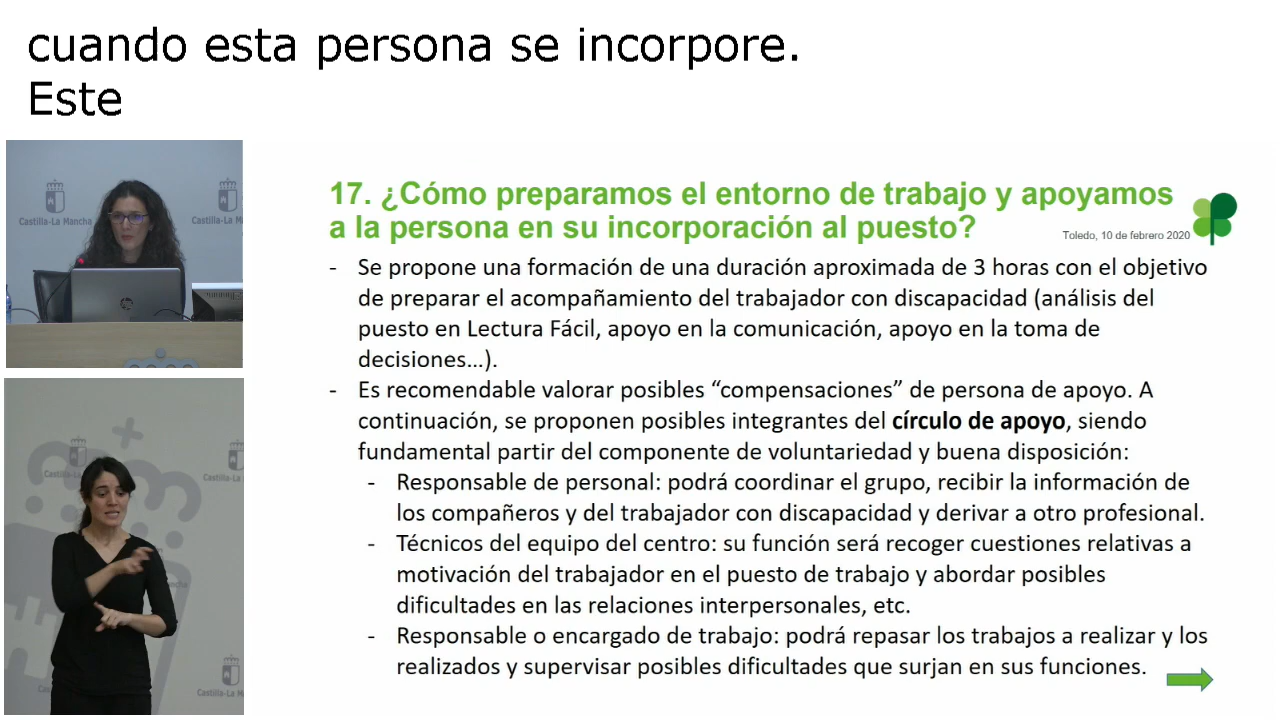 cuando esta persona se incorpore.
Este
Castilla-La Mancha
Castilla-La M
17. ¿Cómo preparamos el entorno de trabajo y apoyamos
a la persona en su incorporación al puesto?
Toledo, 10 de febrero 2020
- Se propone una formación de una duración aproximada de 3 horas con el objetivo
de preparar el acompañamiento del trabajador con discapacidad (análisis del
puesto en Lectura Fácil, apoyo en la comunicación, apoyo en la toma de
decisiones…).
- Es recomendable valorar posibles “compensaciones” de persona de apoyo. A
continuación, se proponen posibles integrantes del círculo de apoyo, siendo
fundamental partir del componente de voluntariedad y buena disposición:
- Responsable de personal: podrá coordinar el grupo, recibir la información de
los compañeros y del trabajador con discapacidad y derivar a otro profesional.
- Técnicos del equipo del centro: su función será recoger cuestiones relativas a
motivación del trabajador en el puesto de trabajo y abordar posibles
dificultades en las relaciones interpersonales, etc.
- Responsable o encargado de trabajo: podrá repasar los trabajos a realizar y los
realizados y supervisar posibles dificultades que surjan en sus funciones.
Castilla-La
Castilla-La
Castilla-La Ma